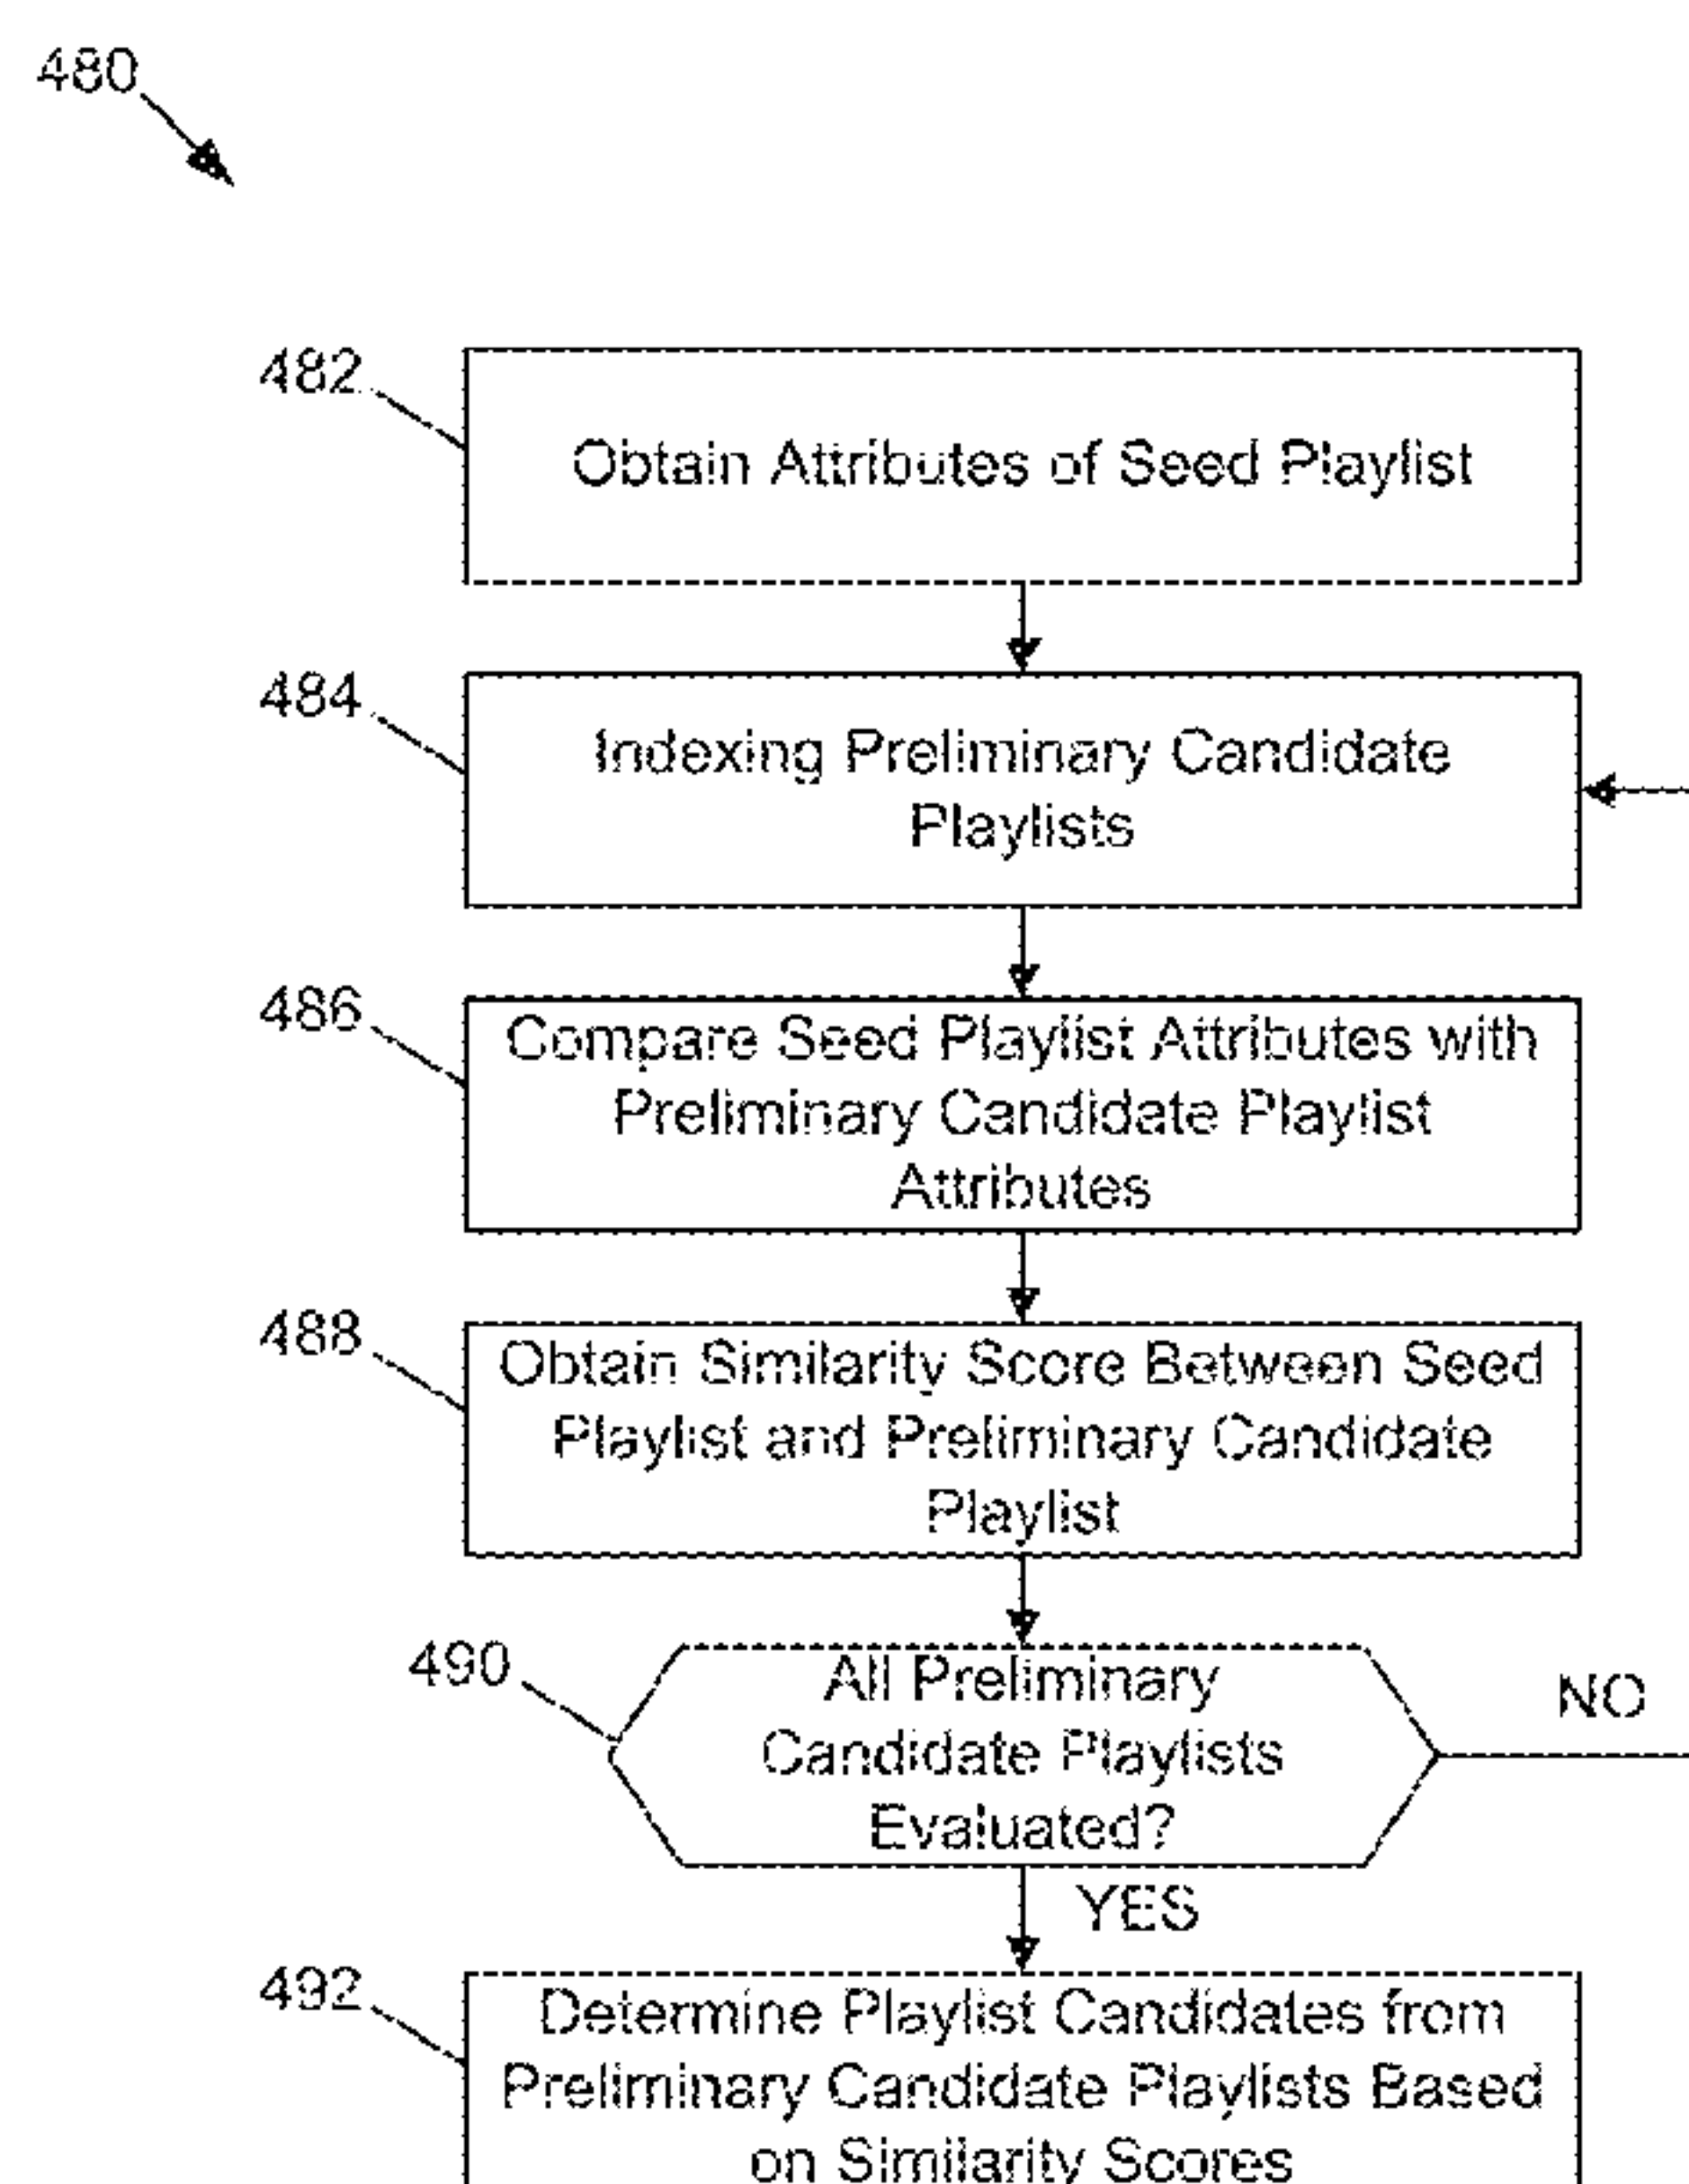 480
482
Obtain Attributes of Seed Playlist
484
Indexing Preliminary Candidate
Playlists
486
Compare Seed Playlist Attributes with
Preliminary Candidate Playlist
Attributes
488
Obtain Similarity Score Between Seed
Playlist and Preliminary Candidate
Playlist
490
All Preliminary
Candidate Playlists
Evaluated?
NO
YES
492
Determine Playlist Candidates from
Preliminary Candidate Playlists Based
on Similarity Scores